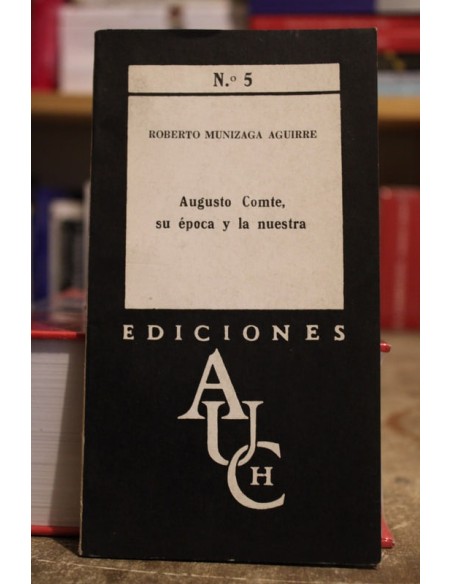 N.º 5
ROBERTO MUNIZAGA AGUIRRE
Augusto Comte,
su época y la nuestra
EDICIONES
AUCH